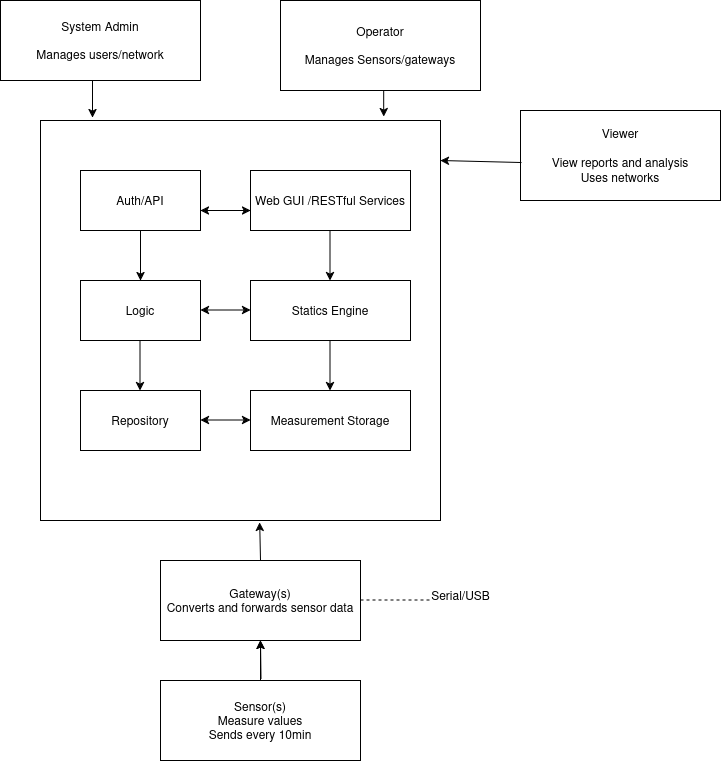 System Admin
Manages users/network
Operator
Manages Sensors/gateways
Viewer
View reports and analysis
Uses networks
Auth/API
Web GUI /RESTful Services
Logic
Statics Engine
Repository
Measurement Storage
Gateway(s)
Converts and forwards sensor data
Serial/USB
Sensor(s)
Measure values
Sends every 10min